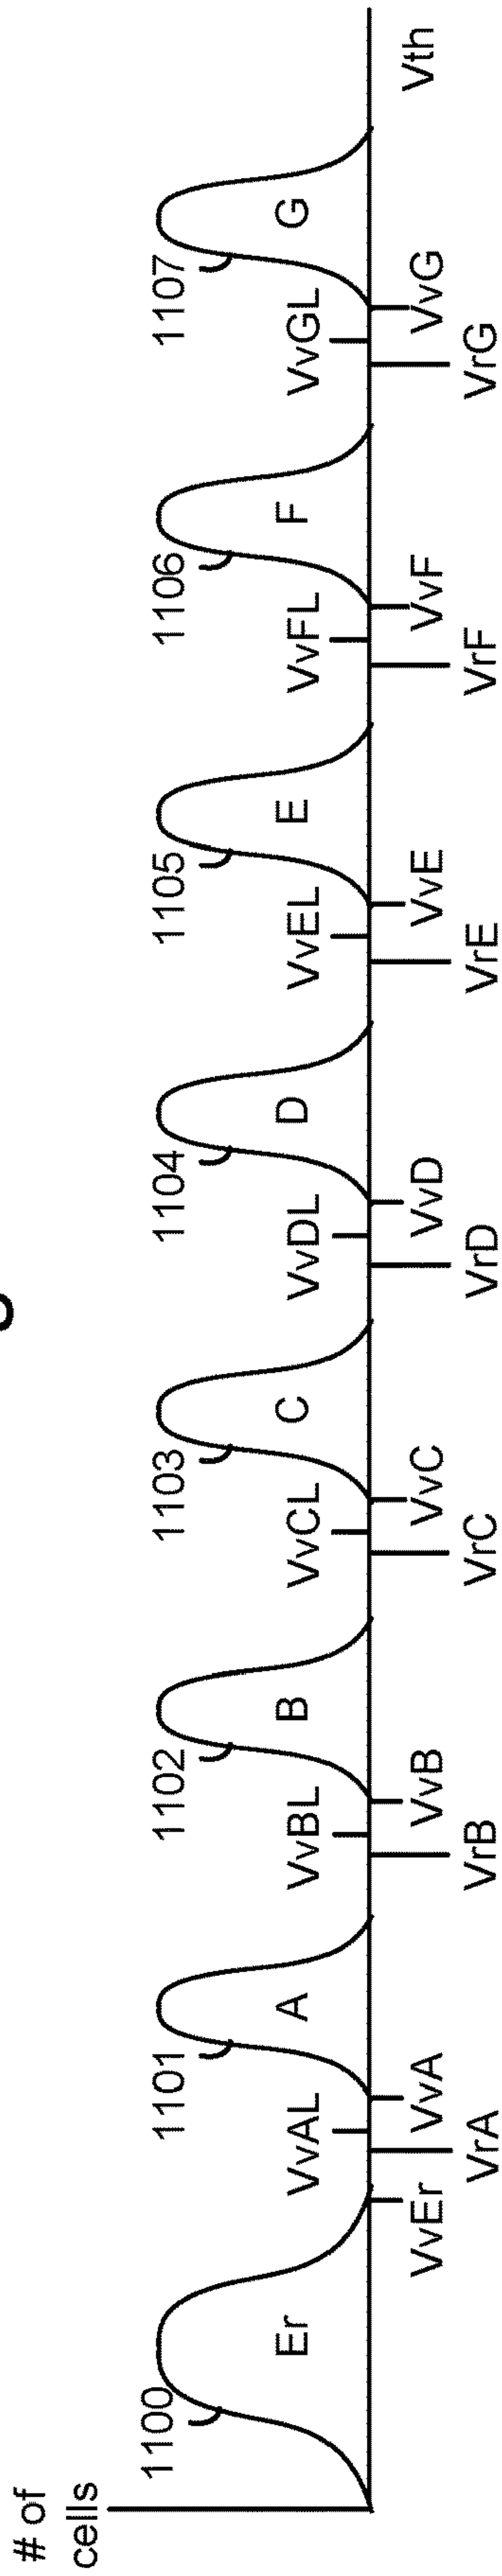 # of
cells
1100
1101
1102
1103
1104
1105
1106
1107
VvAL
VvBL
VvCL
VvDL
VvEL
VvFL
VvGL
Er
A
B
C
D
E
F
G
VvEr
VvA
VvB
VvC
VvD
VvE
VvF
VvG
Vth
VrA
VrB
VrC
VrD
VrE
VrF
VrG